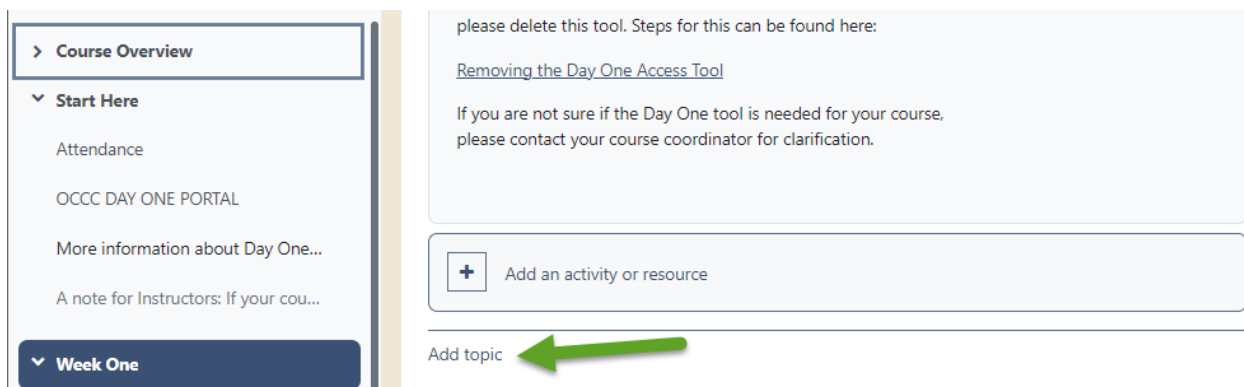 Course Overview
Start Here
Attendance
OCCC DAY ONE PORTAL
More information about Day One...
A note for Instructors: If your cou...
Week One
please delete this tool. Steps for this can be found here:
Removing the Day One Access Tool
If you are not sure if the Day One tool is needed for your course,
please contact your course coordinator for clarification.
Add an activity or resource
Add topic